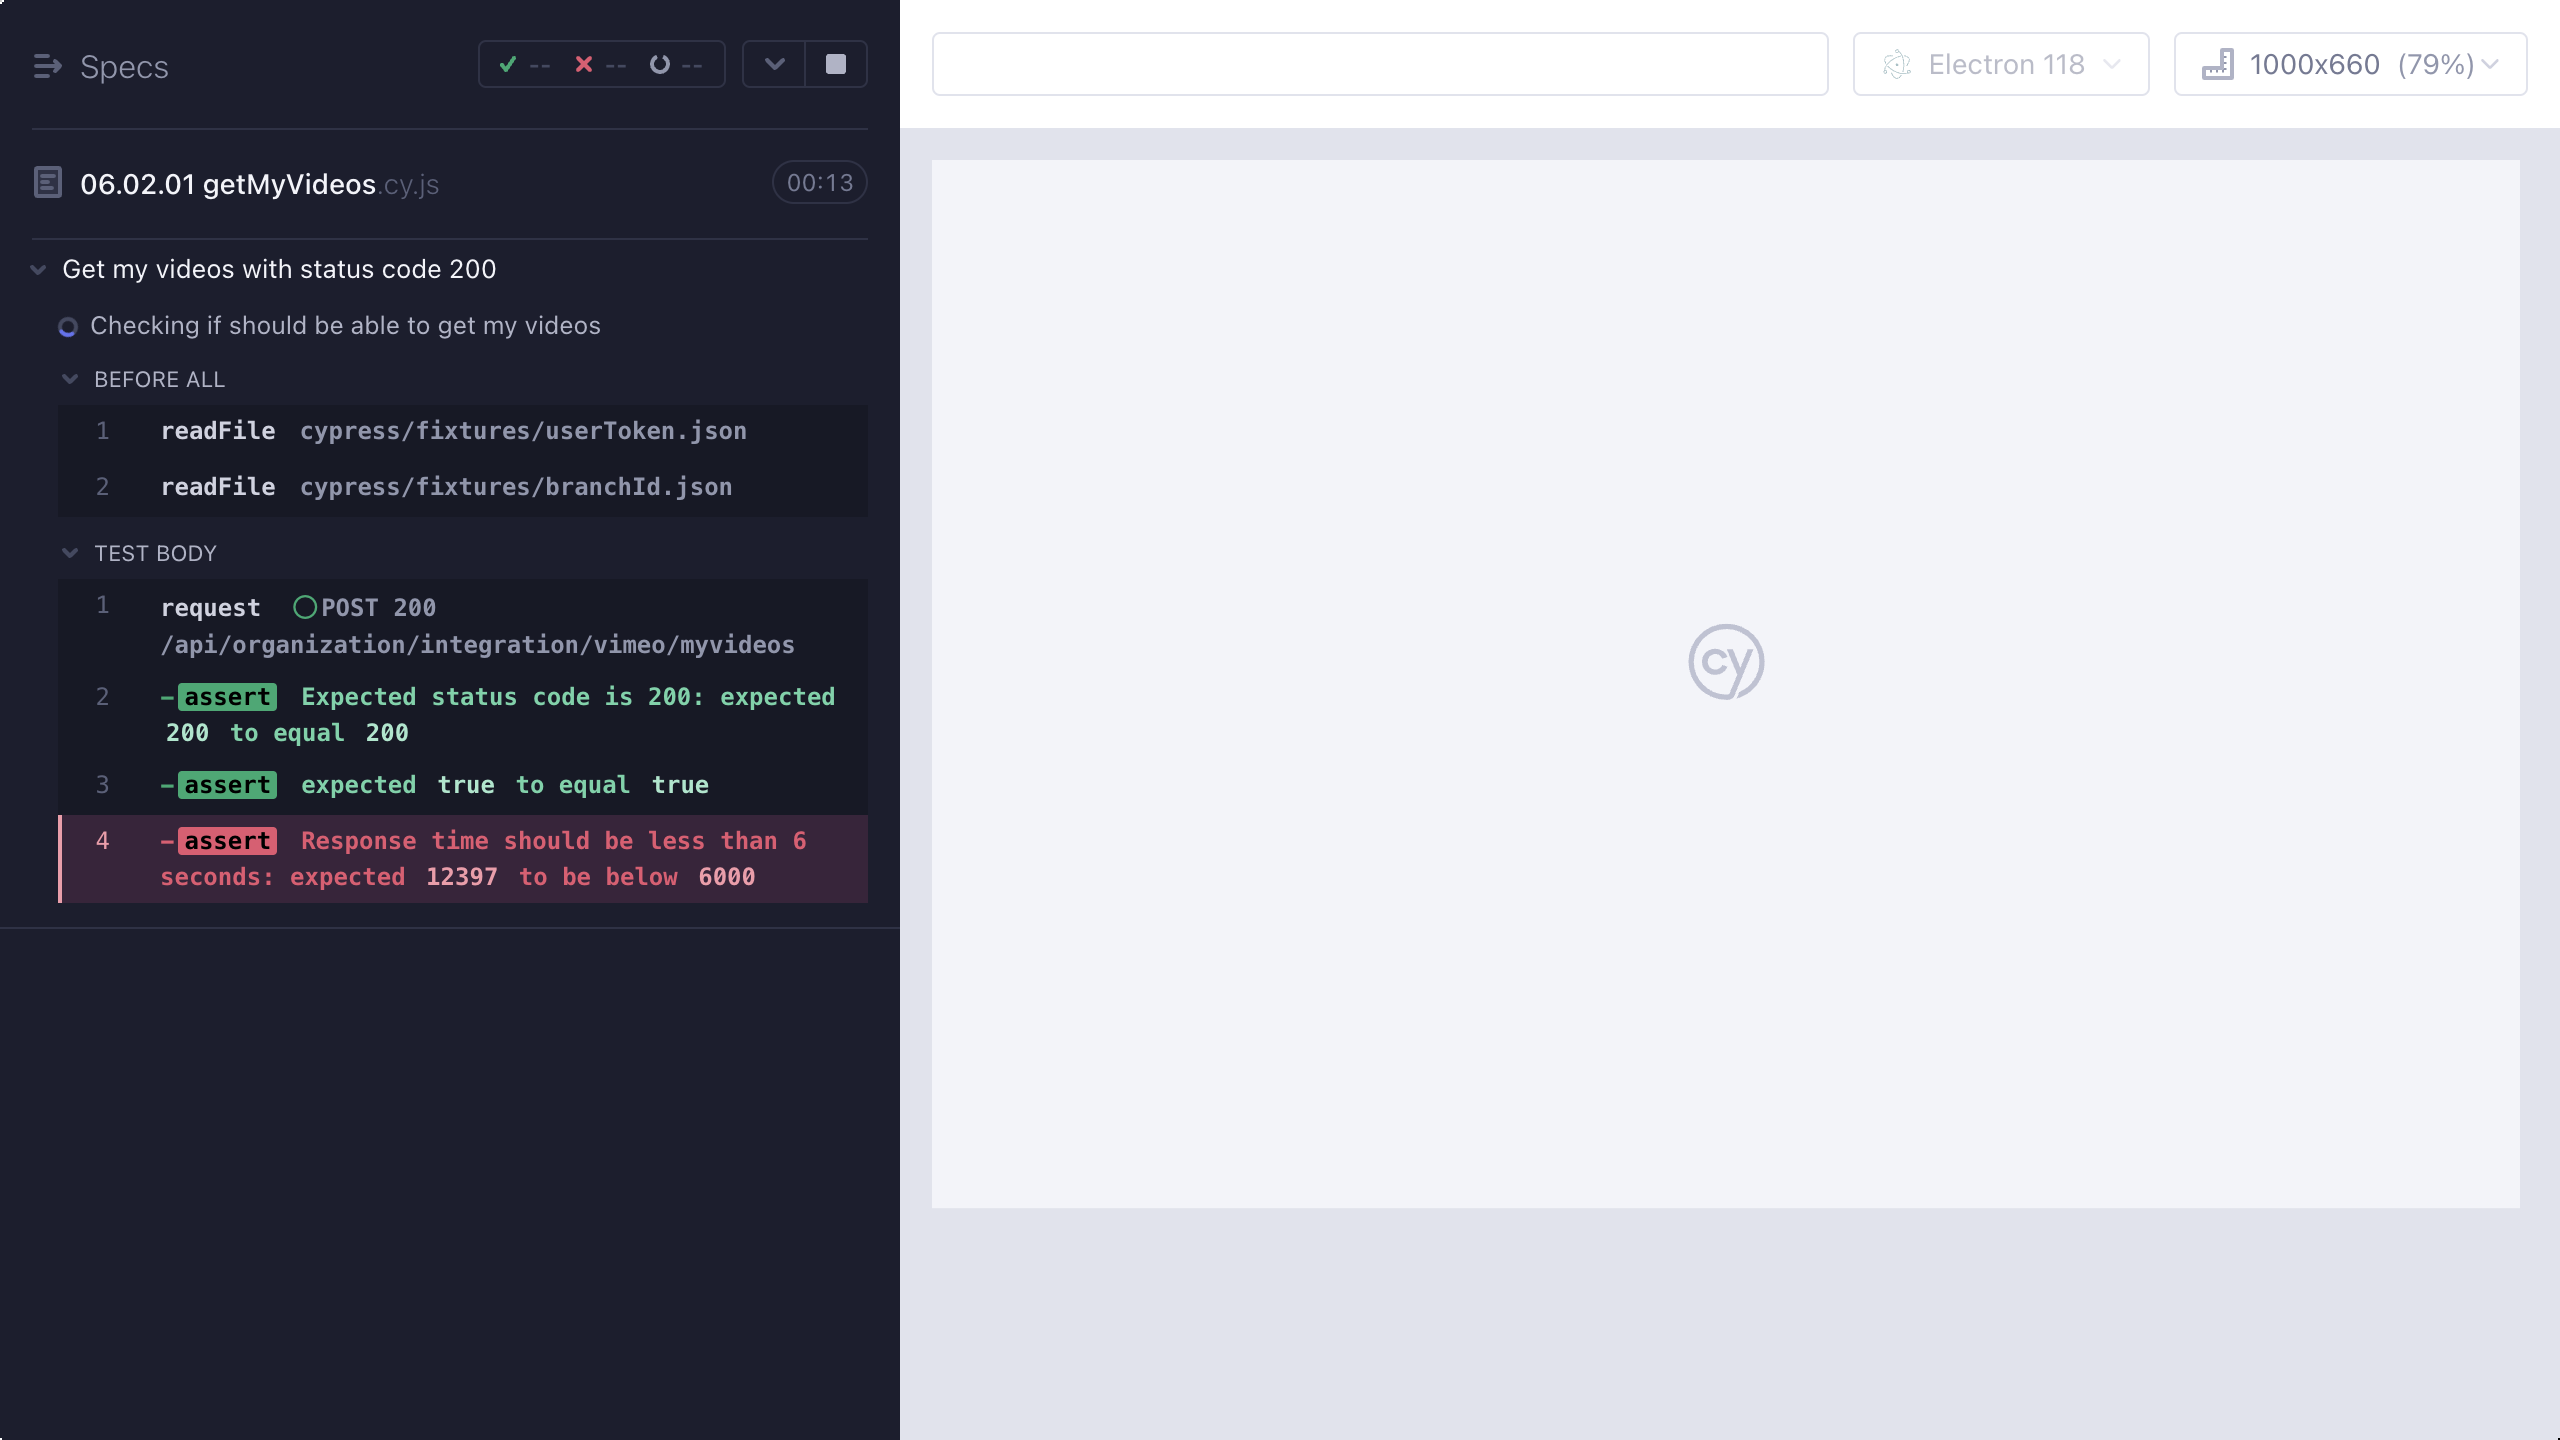 Specs
--
--
--
06.02.01 getMyVideos.cy.js
00:13
Get my videos with status code 200
Checking if should be able to get my videos
BEFORE ALL
1 readFile cypress/fixtures/userToken.json
2 readFile cypress/fixtures/branchId.json
TEST BODY
1 request POST 200
/api/organization/integration/vimeo/myvideos
2 -assert Expected status code is 200: expected
200 to equal 200
3 -assert expected true to equal true
4 -assert Response time should be less than 6
seconds: expected 12397 to be below 6000
Electron 118
1000x660 (79%)
cy